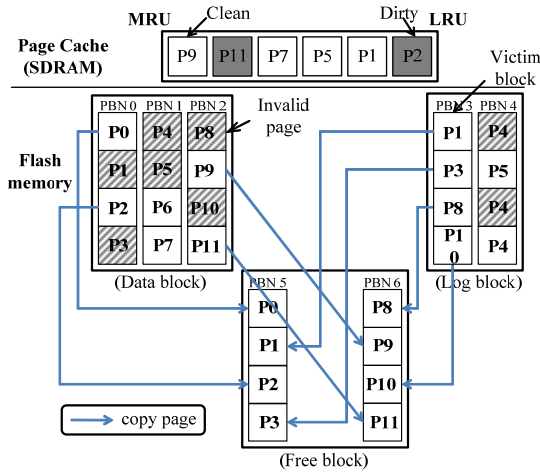 MRU Clean Dirty LRU
Page Cache
(SDRAM)
P9 P11 P7 P5 P1 P2
Victim
block
PBN 0 PBN 1 PBN 2
Invalid
page
PBN 3 PBN 4
Flash
memory
P0 P4 P8
P1 P5 P9
P2 P6 P10
P3 P7 P11
(Data block)
P1 P4
P3 P5
P8 P4
P1
0 P4
(Log block)
PBN 5 PBN 6
P0 P8
P1 P9
P2 P10
P3 P11
(Free block)
copy page